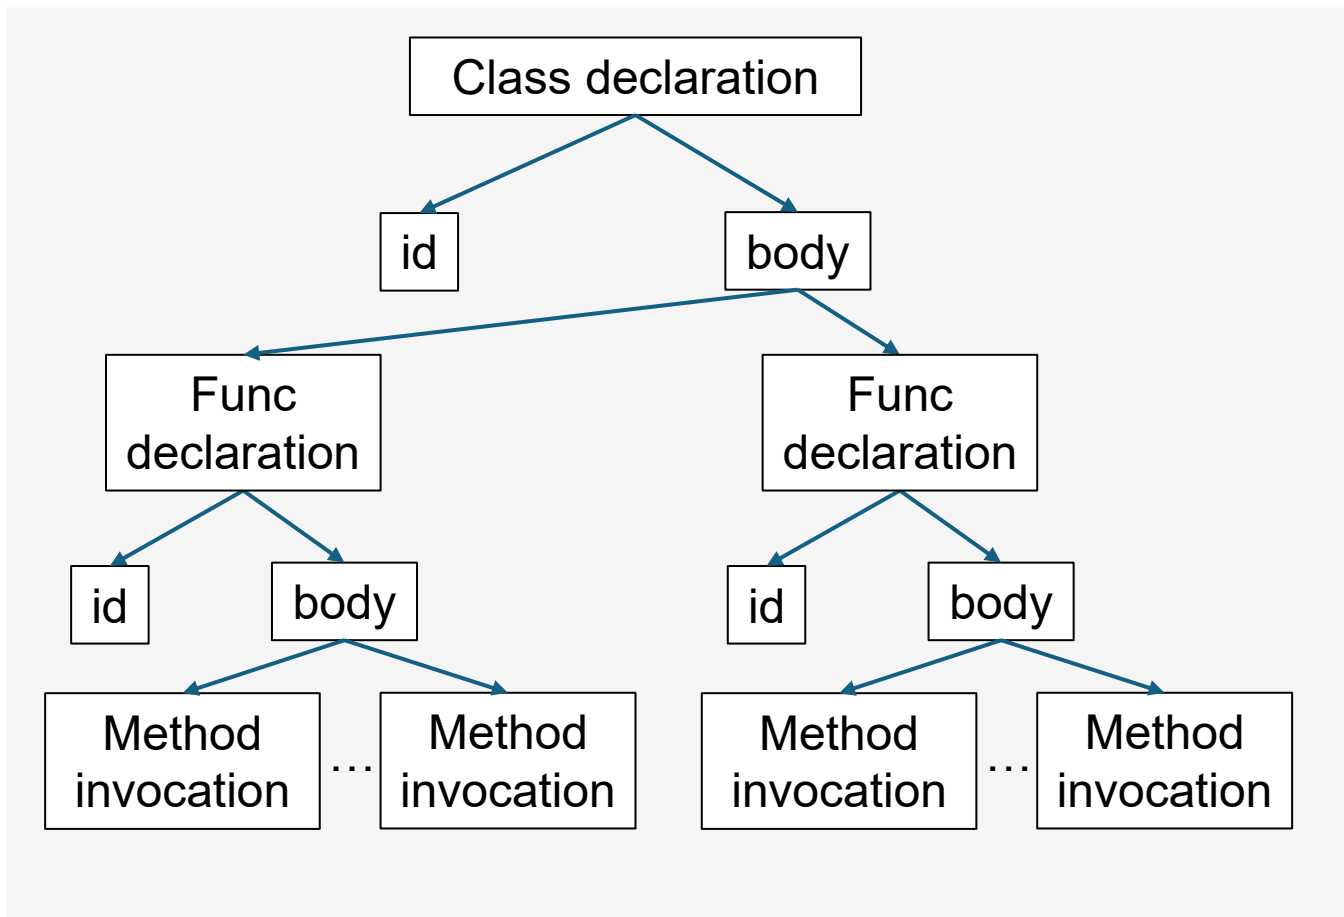 Class declaration
id
body
Func
declaration
Func
declaration
id
body
id
body
Method
invocation
...
Method
invocation
Method
invocation
...
Method
invocation